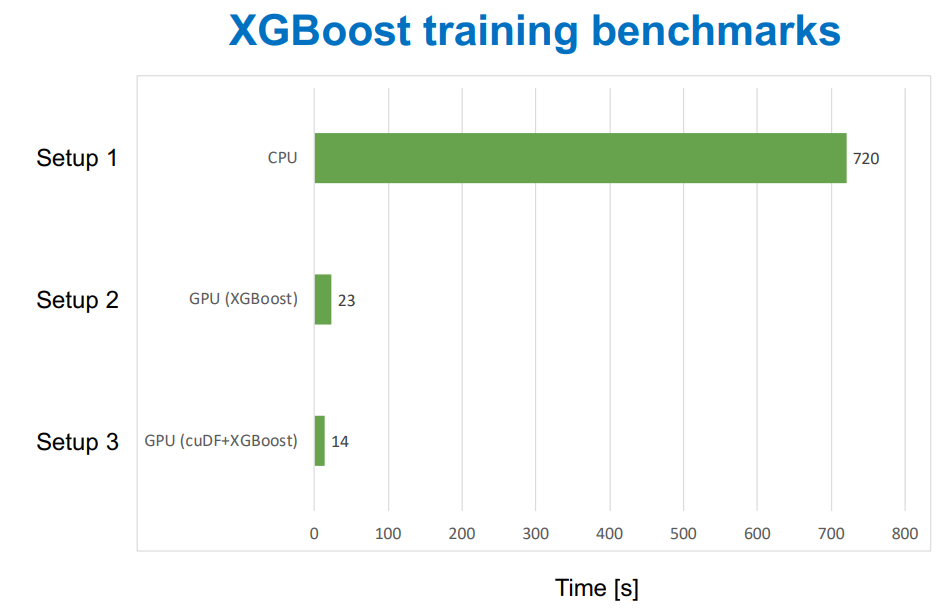 XGBoost training benchmarks
Setup 1 CPU 720
Setup 2 GPU (XGBoost) 23
Setup 3 GPU (cuDF+XGBoost) 14
0 100 200 300 400 500 600 700 800
Time [s]